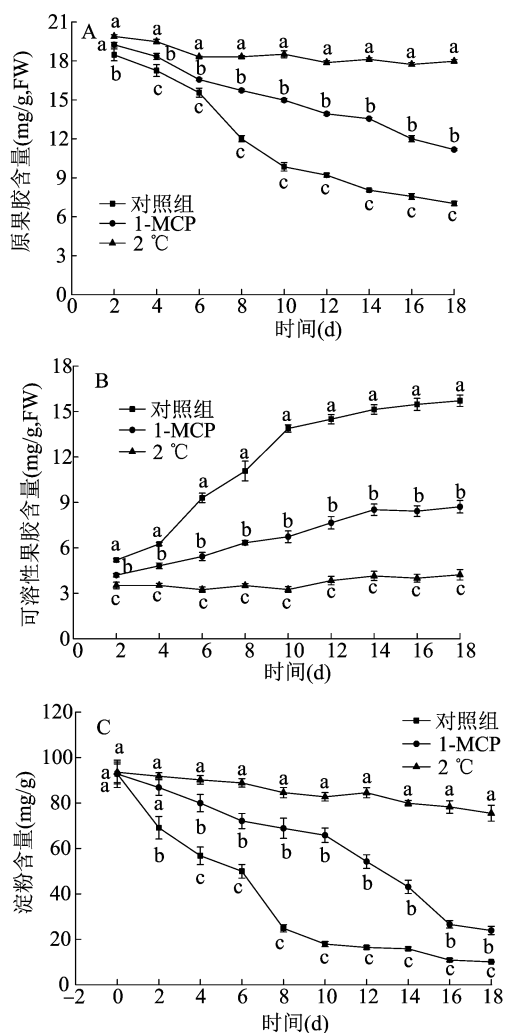 A
原果胶含量(mg/g,FW)
21
18
15
12
9
6
3
0
a a a a a a a a a
a b b b b b b b b
b c c c c c c c c
对照组
1-MCP
2 ℃
0 2 4 6 8 10 12 14 16 18
时间(d)
B
可溶性果胶含量(mg/g,FW)
18
15
12
9
6
3
0
a a a a a a a a a
b b b b b b b b b
c c c c c c c c c
对照组
1-MCP
2 ℃
0 2 4 6 8 10 12 14 16 18
时间(d)
C
淀粉含量(mg/g)
120
100
80
60
40
20
0
对照组
1-MCP
2 ℃
a a a a a a a a a a
a a b b b b b b b b
a b c c c c c c c c
−2 0 2 4 6 8 10 12 14 16 18
时间(d)